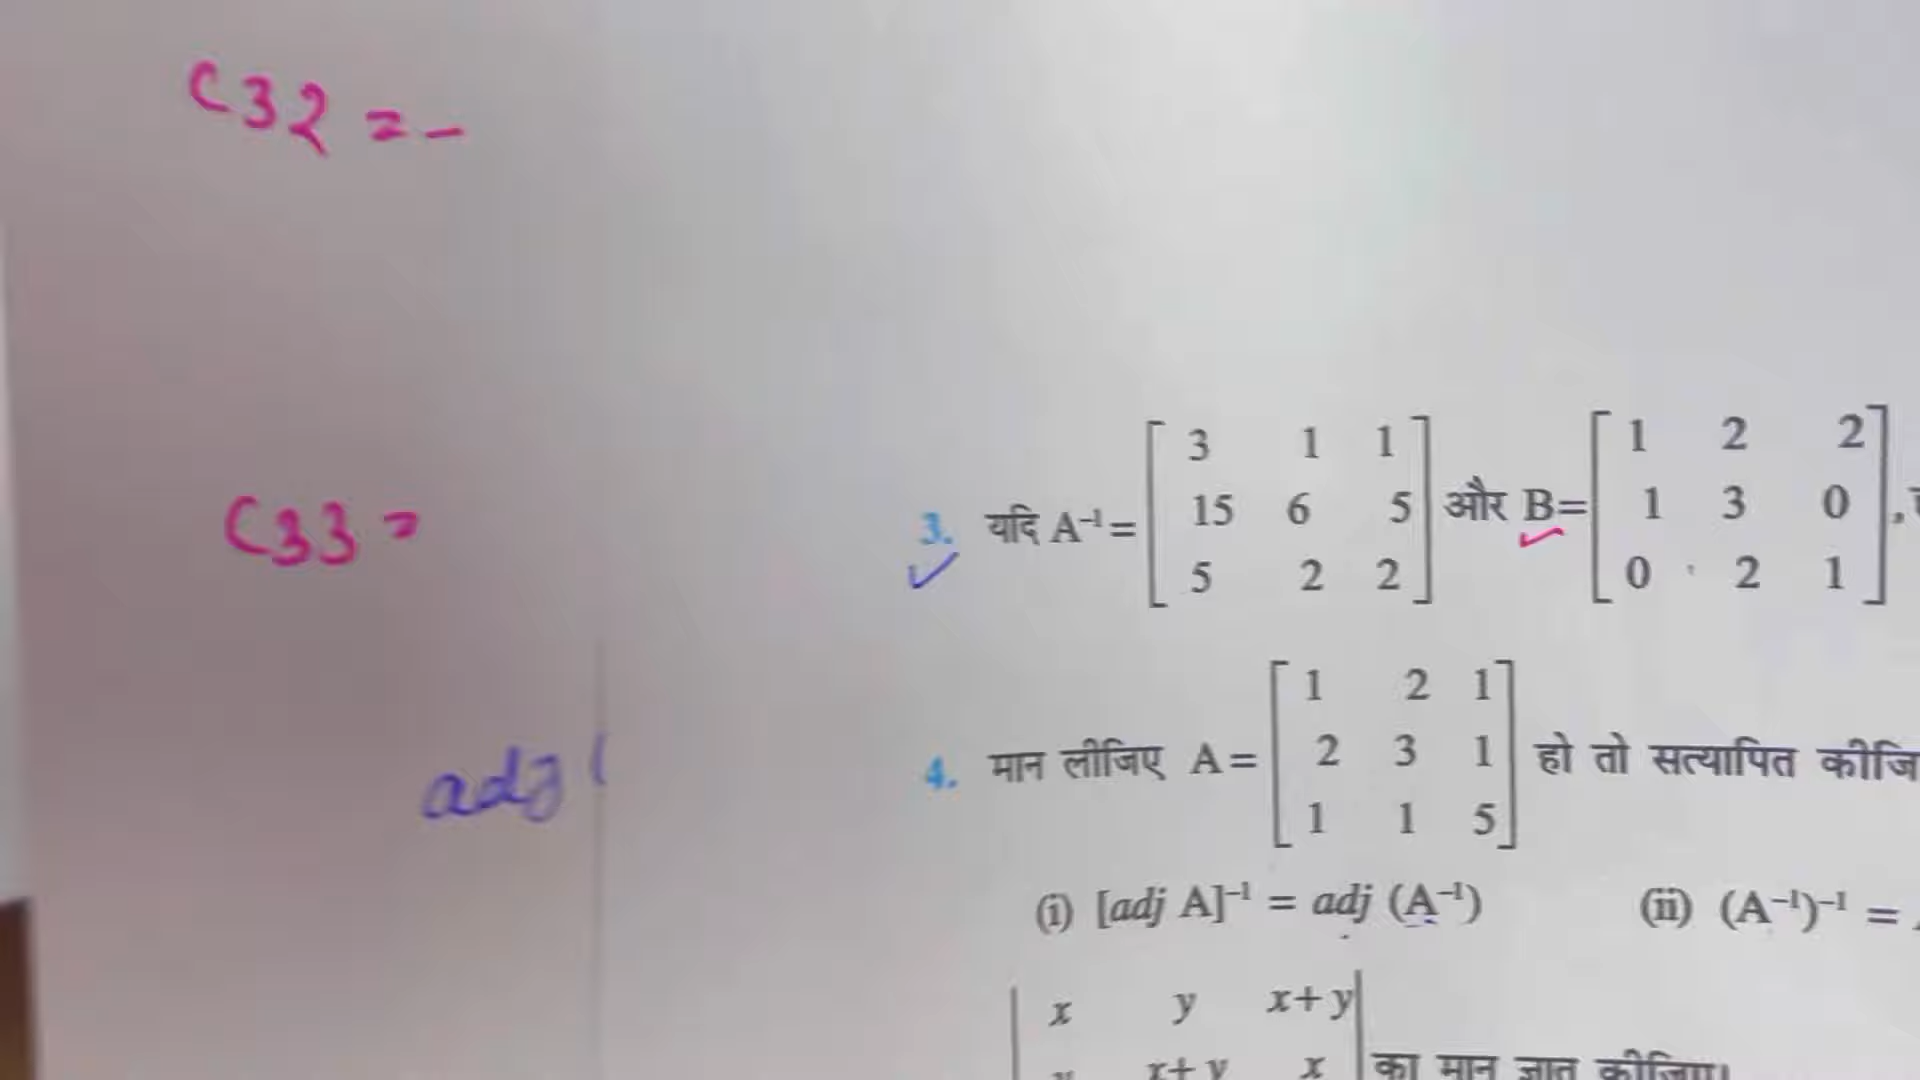 C32 = -
C33 =
adj (
3. यदि A⁻¹ = [ 3 1 1 ] और B = [ 1 2 2 ] ,
15 6 5 1 3 0
5 2 2 0 2 1
4. मान लीजिए A = [ 1 2 1 ] हो तो सत्यापित
2 3 1
1 1 5
(i) [adj A]⁻¹ = adj (A⁻¹) (ii) (A⁻¹)⁻¹ =
| x y x+y |
x+y x का मान ज्ञात कीजिए।